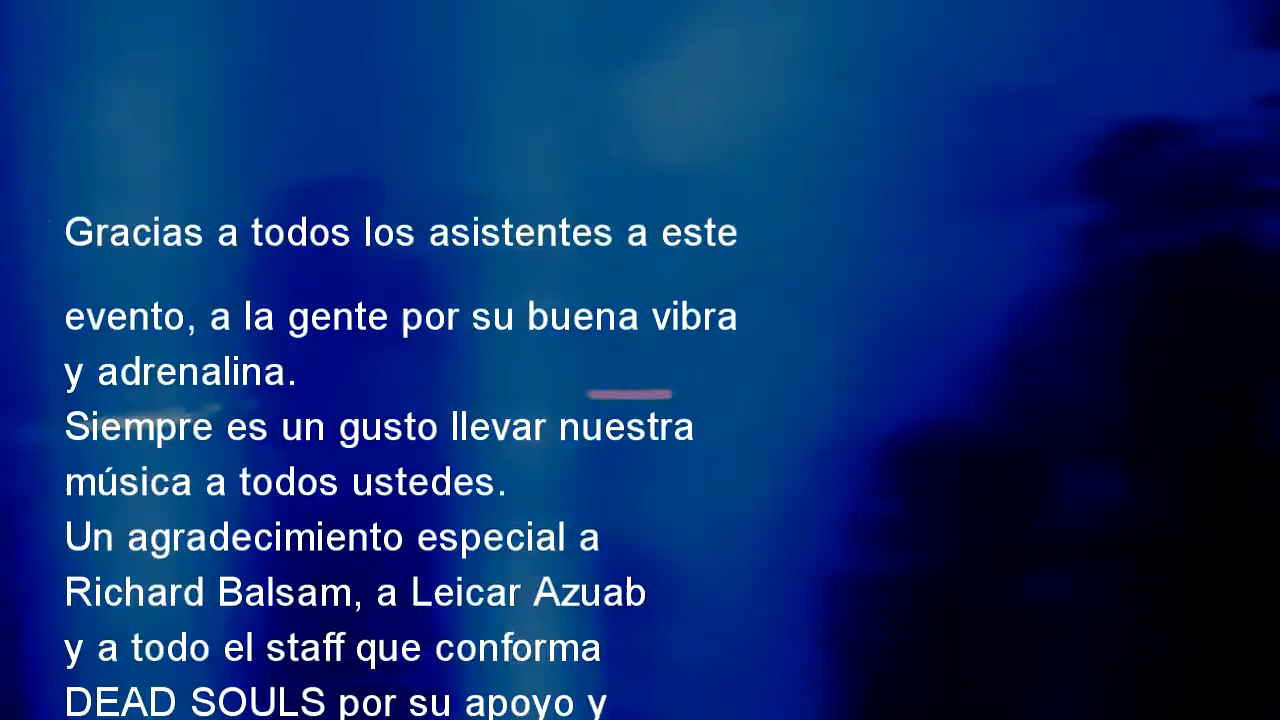 Gracias a todos los asistentes a este
evento, a la gente por su buena vibra
y adrenalina.
Siempre es un gusto llevar nuestra
música a todos ustedes.
Un agradecimiento especial a
Richard Balsam, a Leicar Azuab
y a todo el staff que conforma
DEAD SOULS por su apoyo y